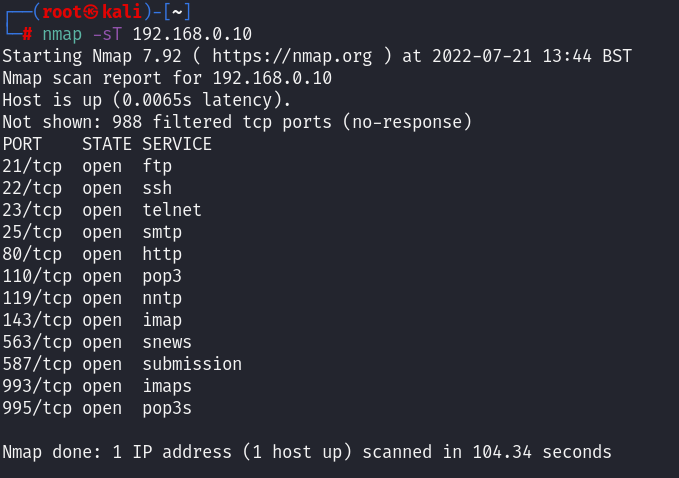 ┌──(root㉿kali)-[~]
└─# nmap -sT 192.168.0.10
Starting Nmap 7.92 ( https://nmap.org ) at 2022-07-21 13:44 BST
Nmap scan report for 192.168.0.10
Host is up (0.0065s latency).
Not shown: 988 filtered tcp ports (no-response)
PORT    STATE SERVICE
21/tcp  open  ftp
22/tcp  open  ssh
23/tcp  open  telnet
25/tcp  open  smtp
80/tcp  open  http
110/tcp open  pop3
119/tcp open  nntp
143/tcp open  imap
563/tcp open  snews
587/tcp open  submission
993/tcp open  imaps
995/tcp open  pop3s
Nmap done: 1 IP address (1 host up) scanned in 104.34 seconds